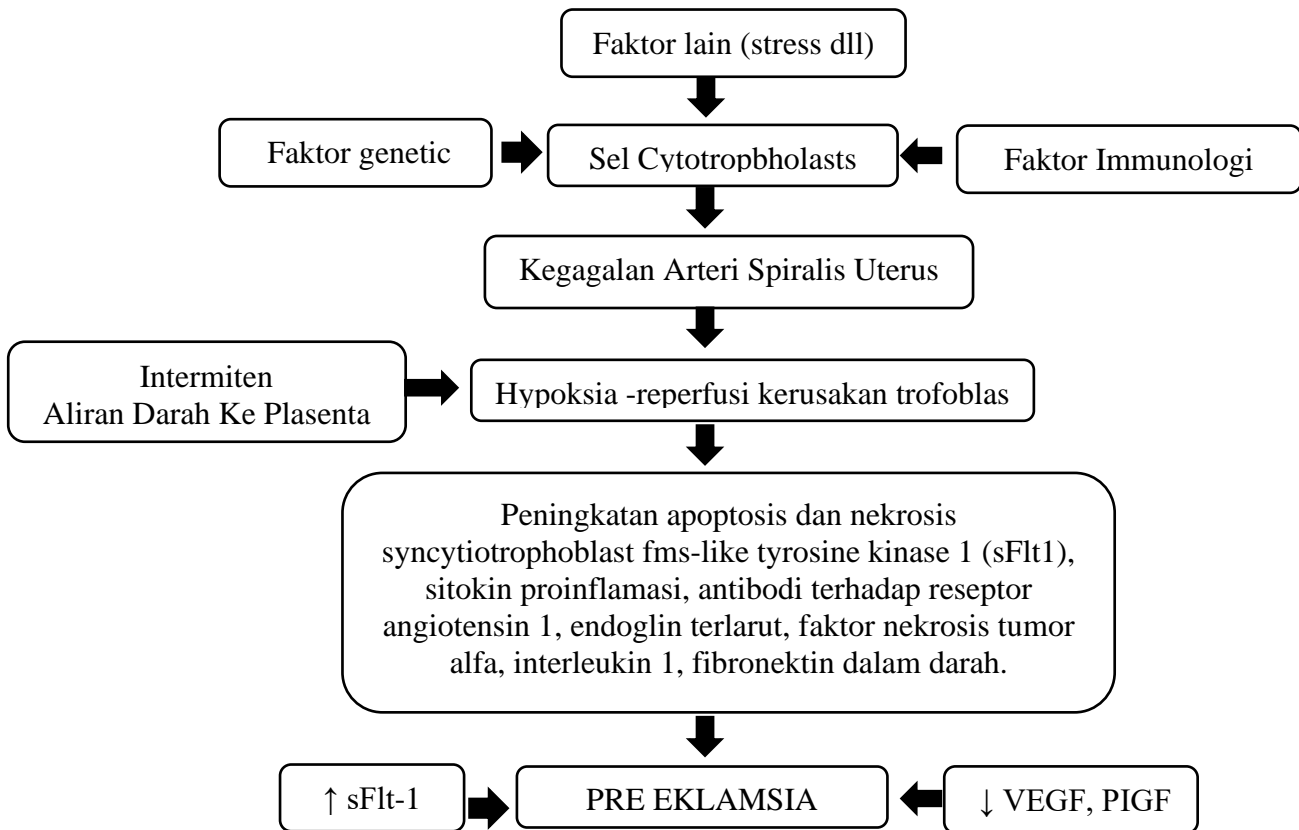 Faktor lain (stress dll)
Faktor genetic
Sel Cytotropbholasts
Faktor Immunologi
Kegagalan Arteri Spiralis Uterus
Intermiten
Aliran Darah Ke Plasenta
Hypoksia -reperfusi kerusakan trofoblas
Peningkatan apoptosis dan nekrosis
syncytiotrophoblast fms-like tyrosine kinase 1 (sFlt1),
sitokin proinflamasi, antibodi terhadap reseptor
angiotensin 1, endoglin terlarut, faktor nekrosis tumor
alfa, interleukin 1, fibronektin dalam darah.
↑ sFlt-1
PRE EKLAMSIA
↓ VEGF, PIGF